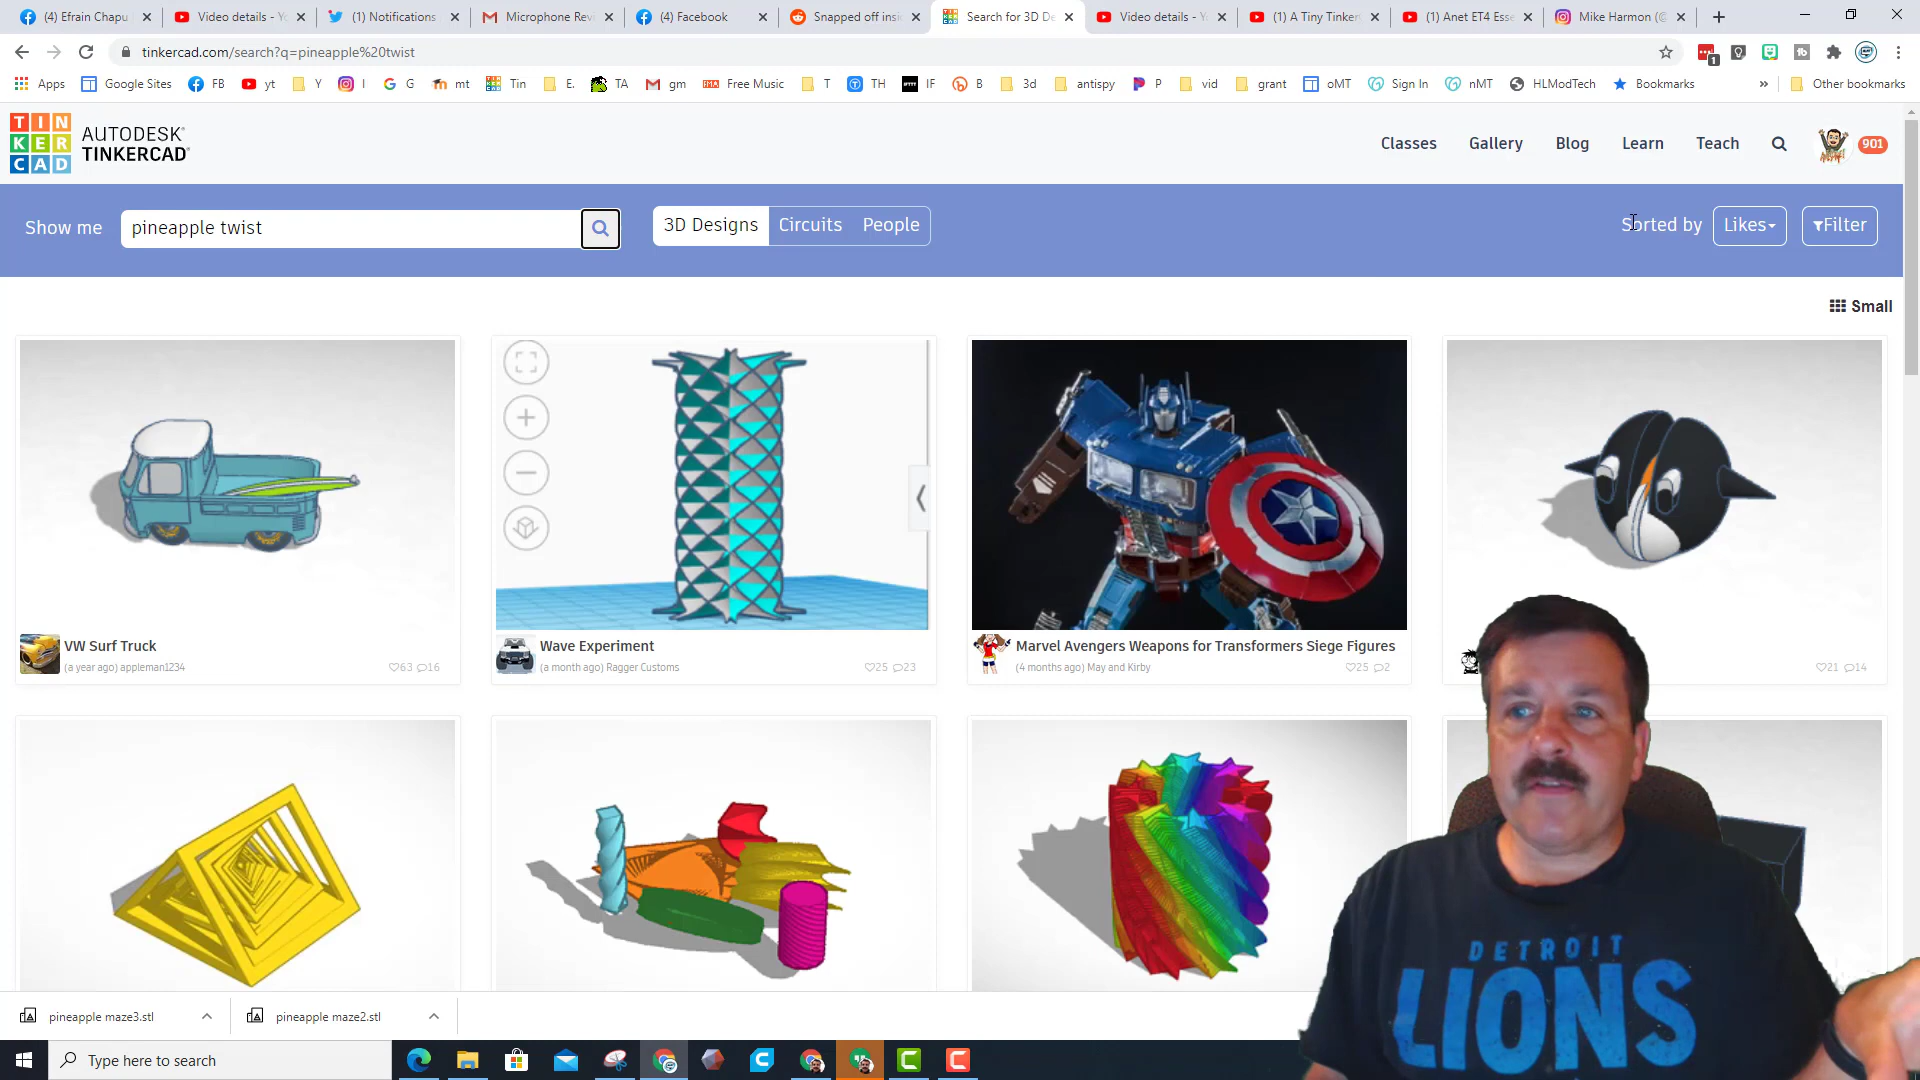 (4) Efrain Chapu
Video details - Yo
(1) Notifications
Microphone Rev
(4) Facebook
Snapped off insi
Search for 3D De
Video details - Y
(1) A Tiny Tinker
(1) Anet ET4 Esse
Mike Harmon (@
tinkercad.com/search?q=pineapple%20twist
1
Apps
Google Sites
FB
yt
Y
I
G
mt
Tin
E.
TA
gm
Free Music
T
TH
IF
B
3d
antispy
P
vid
grant
oMT
Sign In
nMT
HLModTech
Bookmarks
»
Other bookmarks
TIN
KER
CAD
AUTODESK®
TINKERCAD®
Classes
Gallery
Blog
Learn
Teach
901
Show me
pineapple twist
3D Designs
Circuits
People
Sorted by
Likes
Filter
Small
VW Surf Truck
(a year ago) appleman1234
63 16
Wave Experiment
(a month ago) Ragger Customs
25 23
Marvel Avengers Weapons for Transformers Siege Figures
(4 months ago) May and Kirby
25 2
21 14
DETROIT
LIONS
pineapple maze3.stl
pineapple maze2.stl
Type here to search